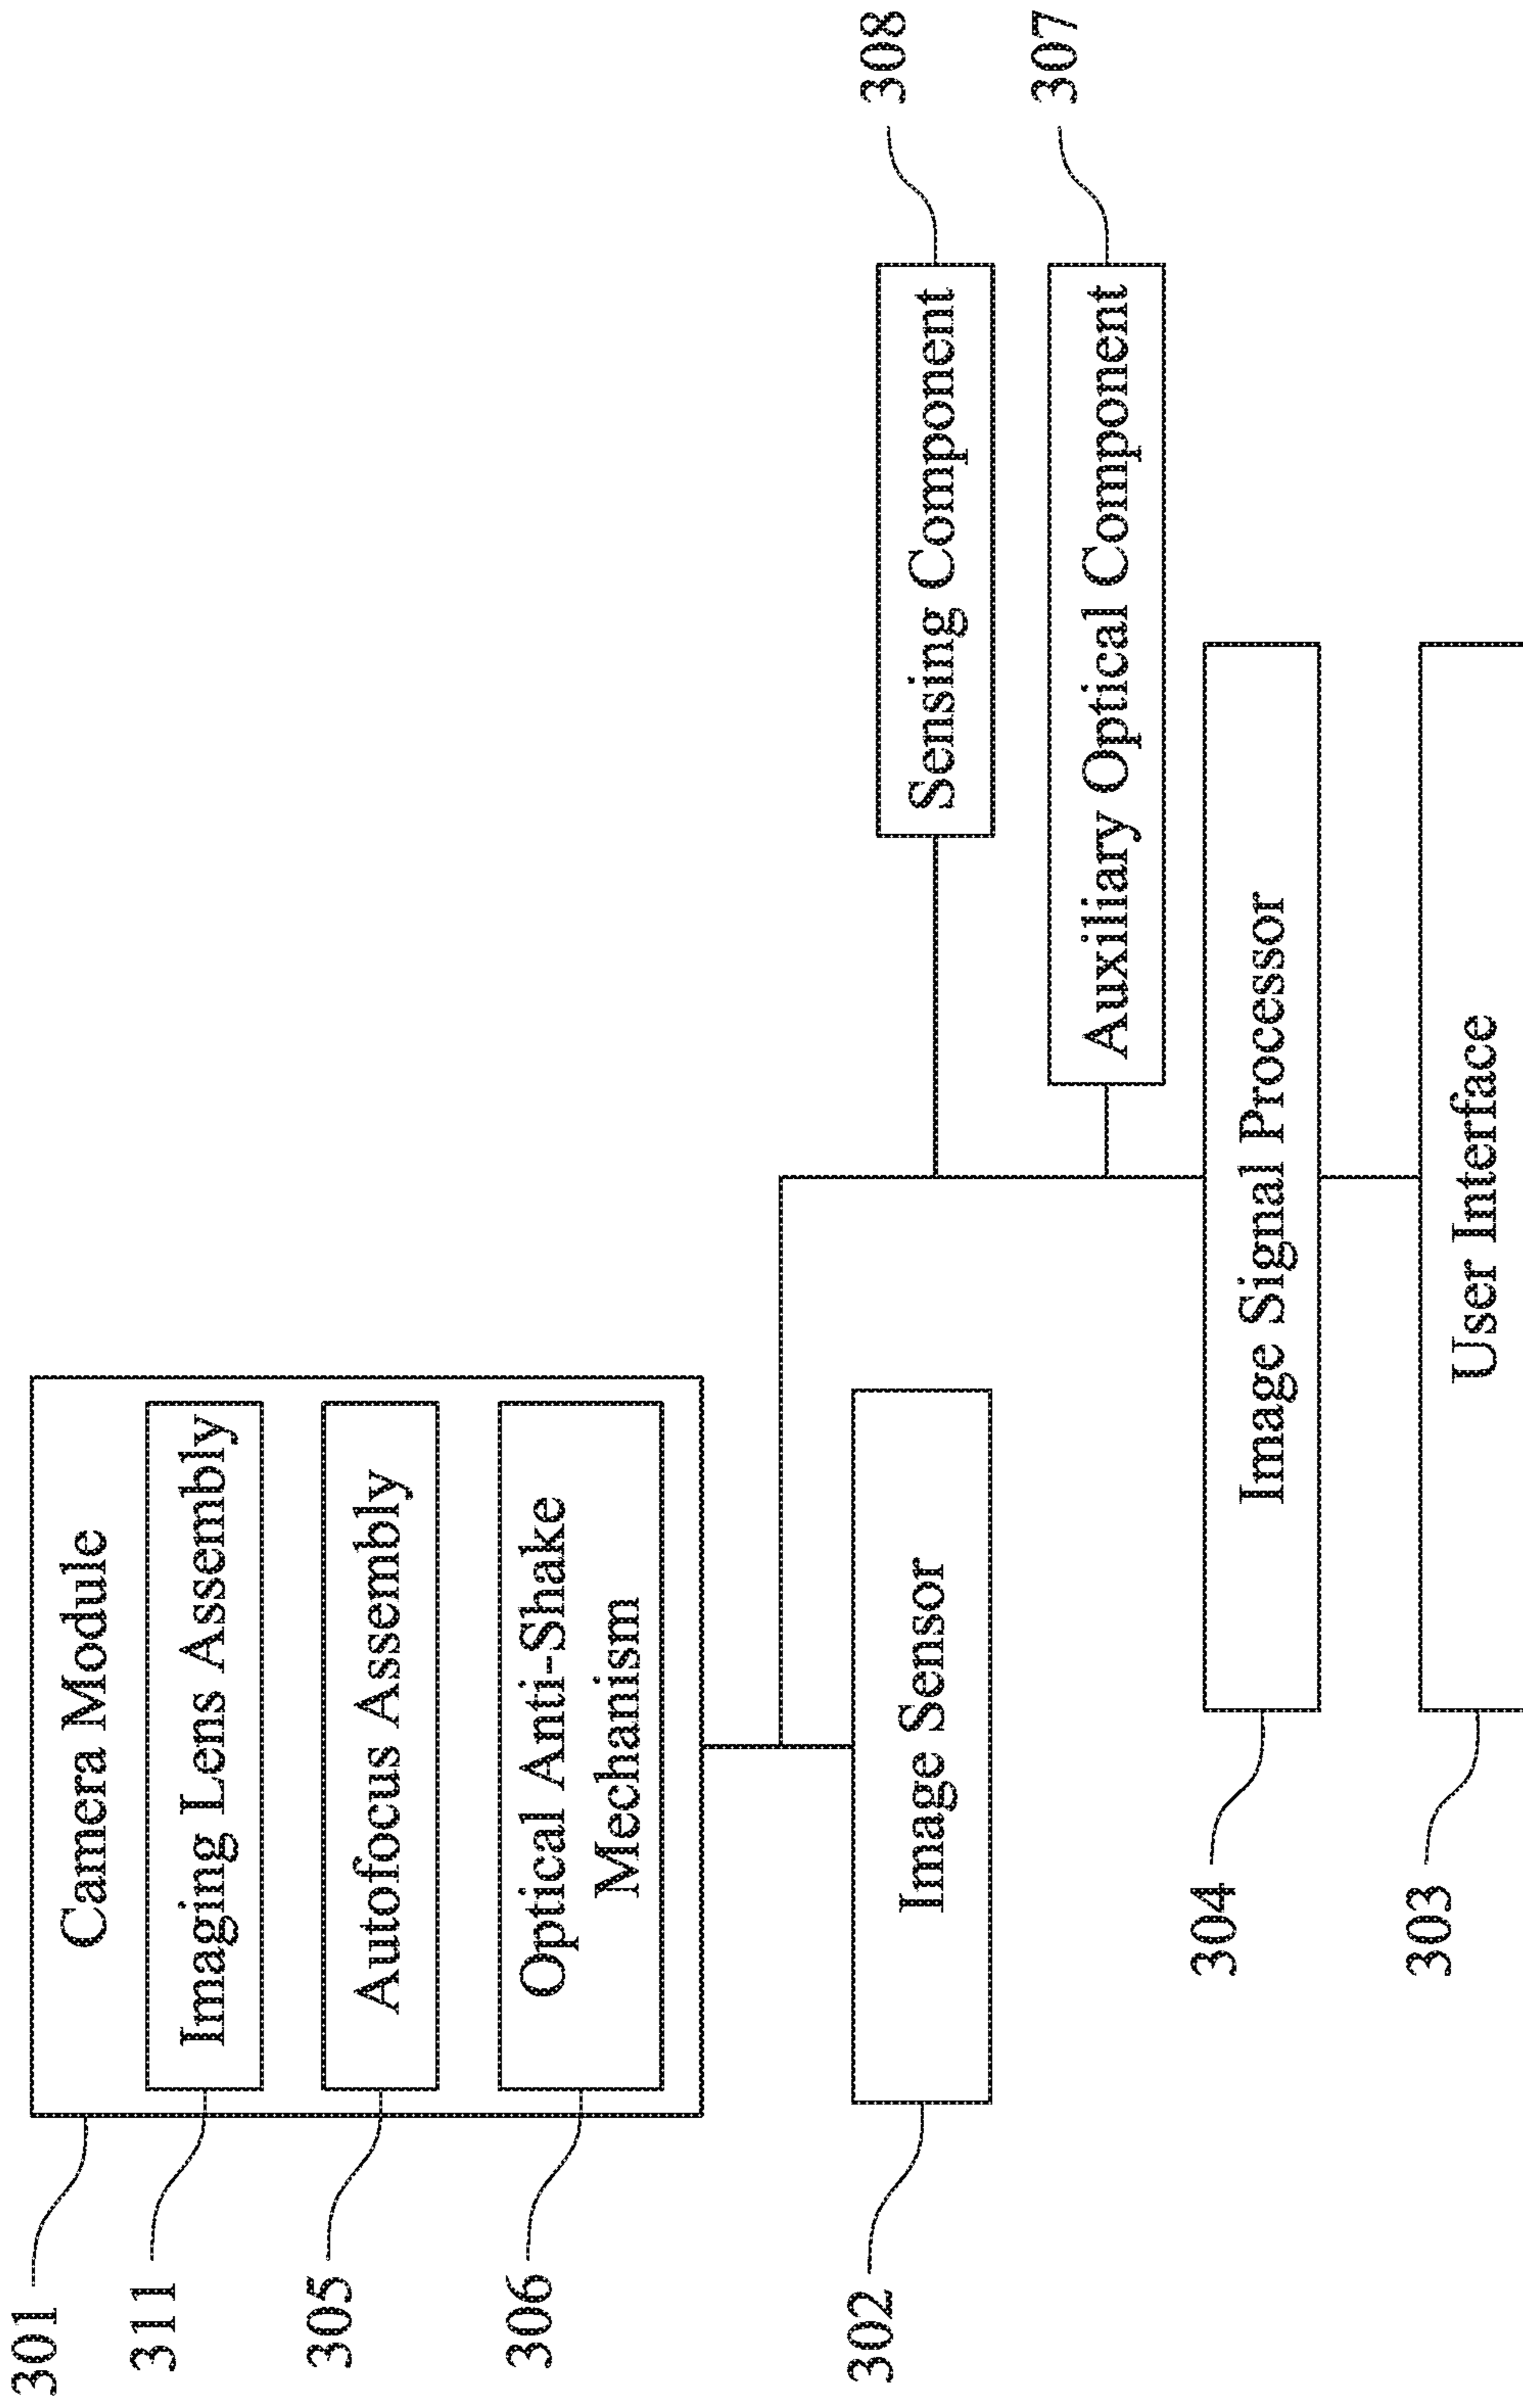 301
Camera Module
311
Imaging Lens Assembly
305
Autofocus Assembly
306
Optical Anti-Shake
Mechanism
302
Image Sensor
308
Sensing Component
307
Auxiliary Optical Component
304
Image Signal Processor
303
User Interface